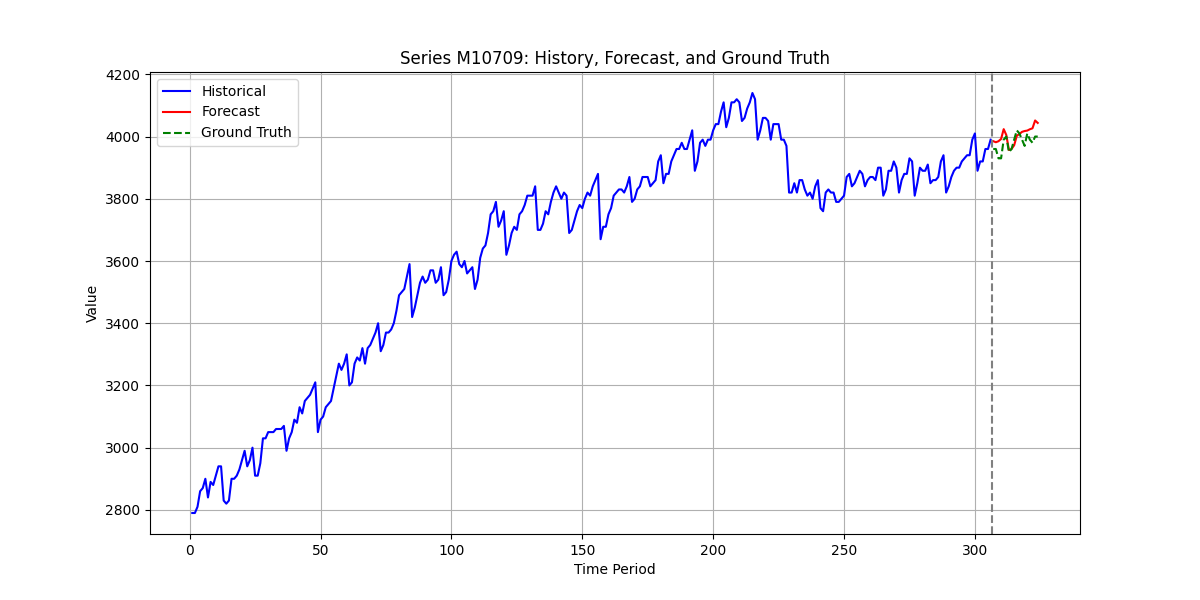 Series M10709: History, Forecast, and Ground Truth
Historical
Forecast
Ground Truth
4200
4000
3800
3600
3400
3200
3000
2800
Value
0 50 100 150 200 250 300
Time Period